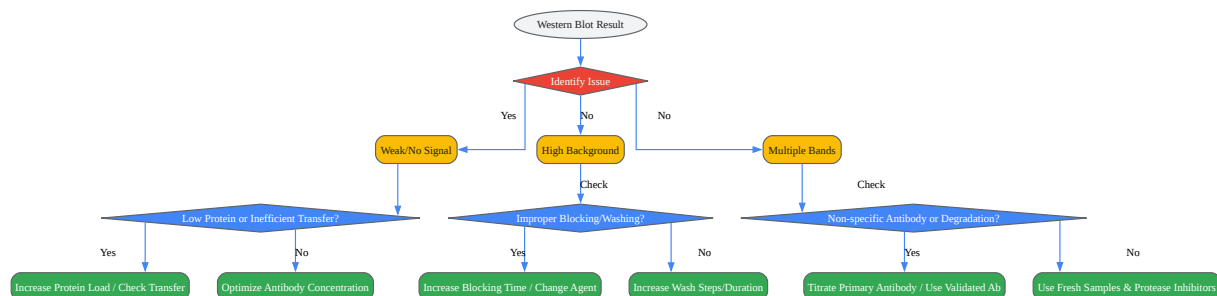 Western Blot Result
Identify Issue
Yes
No
No
Weak/No Signal
High Background
Multiple Bands
Check
Check
Low Protein or Inefficient Transfer?
Improper Blocking/Washing?
Non-specific Antibody or Degradation?
Yes
No
Yes
No
Yes
No
Increase Protein Load / Check Transfer
Optimize Antibody Concentration
Increase Blocking Time / Change Agent
Increase Wash Steps/Duration
Titrate Primary Antibody / Use Validated Ab
Use Fresh Samples & Protease Inhibitors